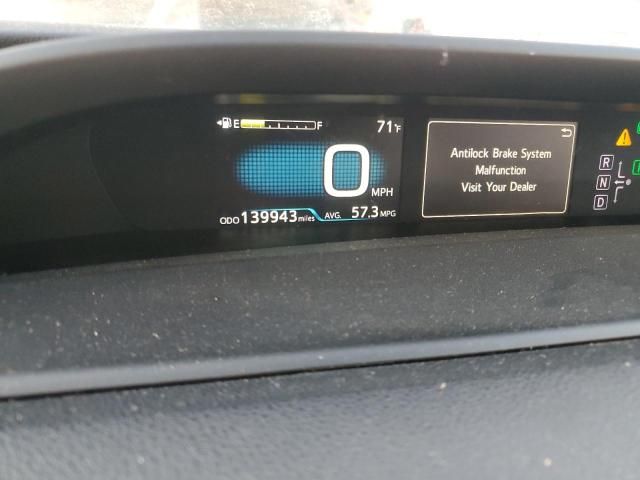 E F 71°F
0 MPH
ODO 139943 miles AVG. 57.3 MPG
Antilock Brake System
Malfunction
Visit Your Dealer
R
N
D